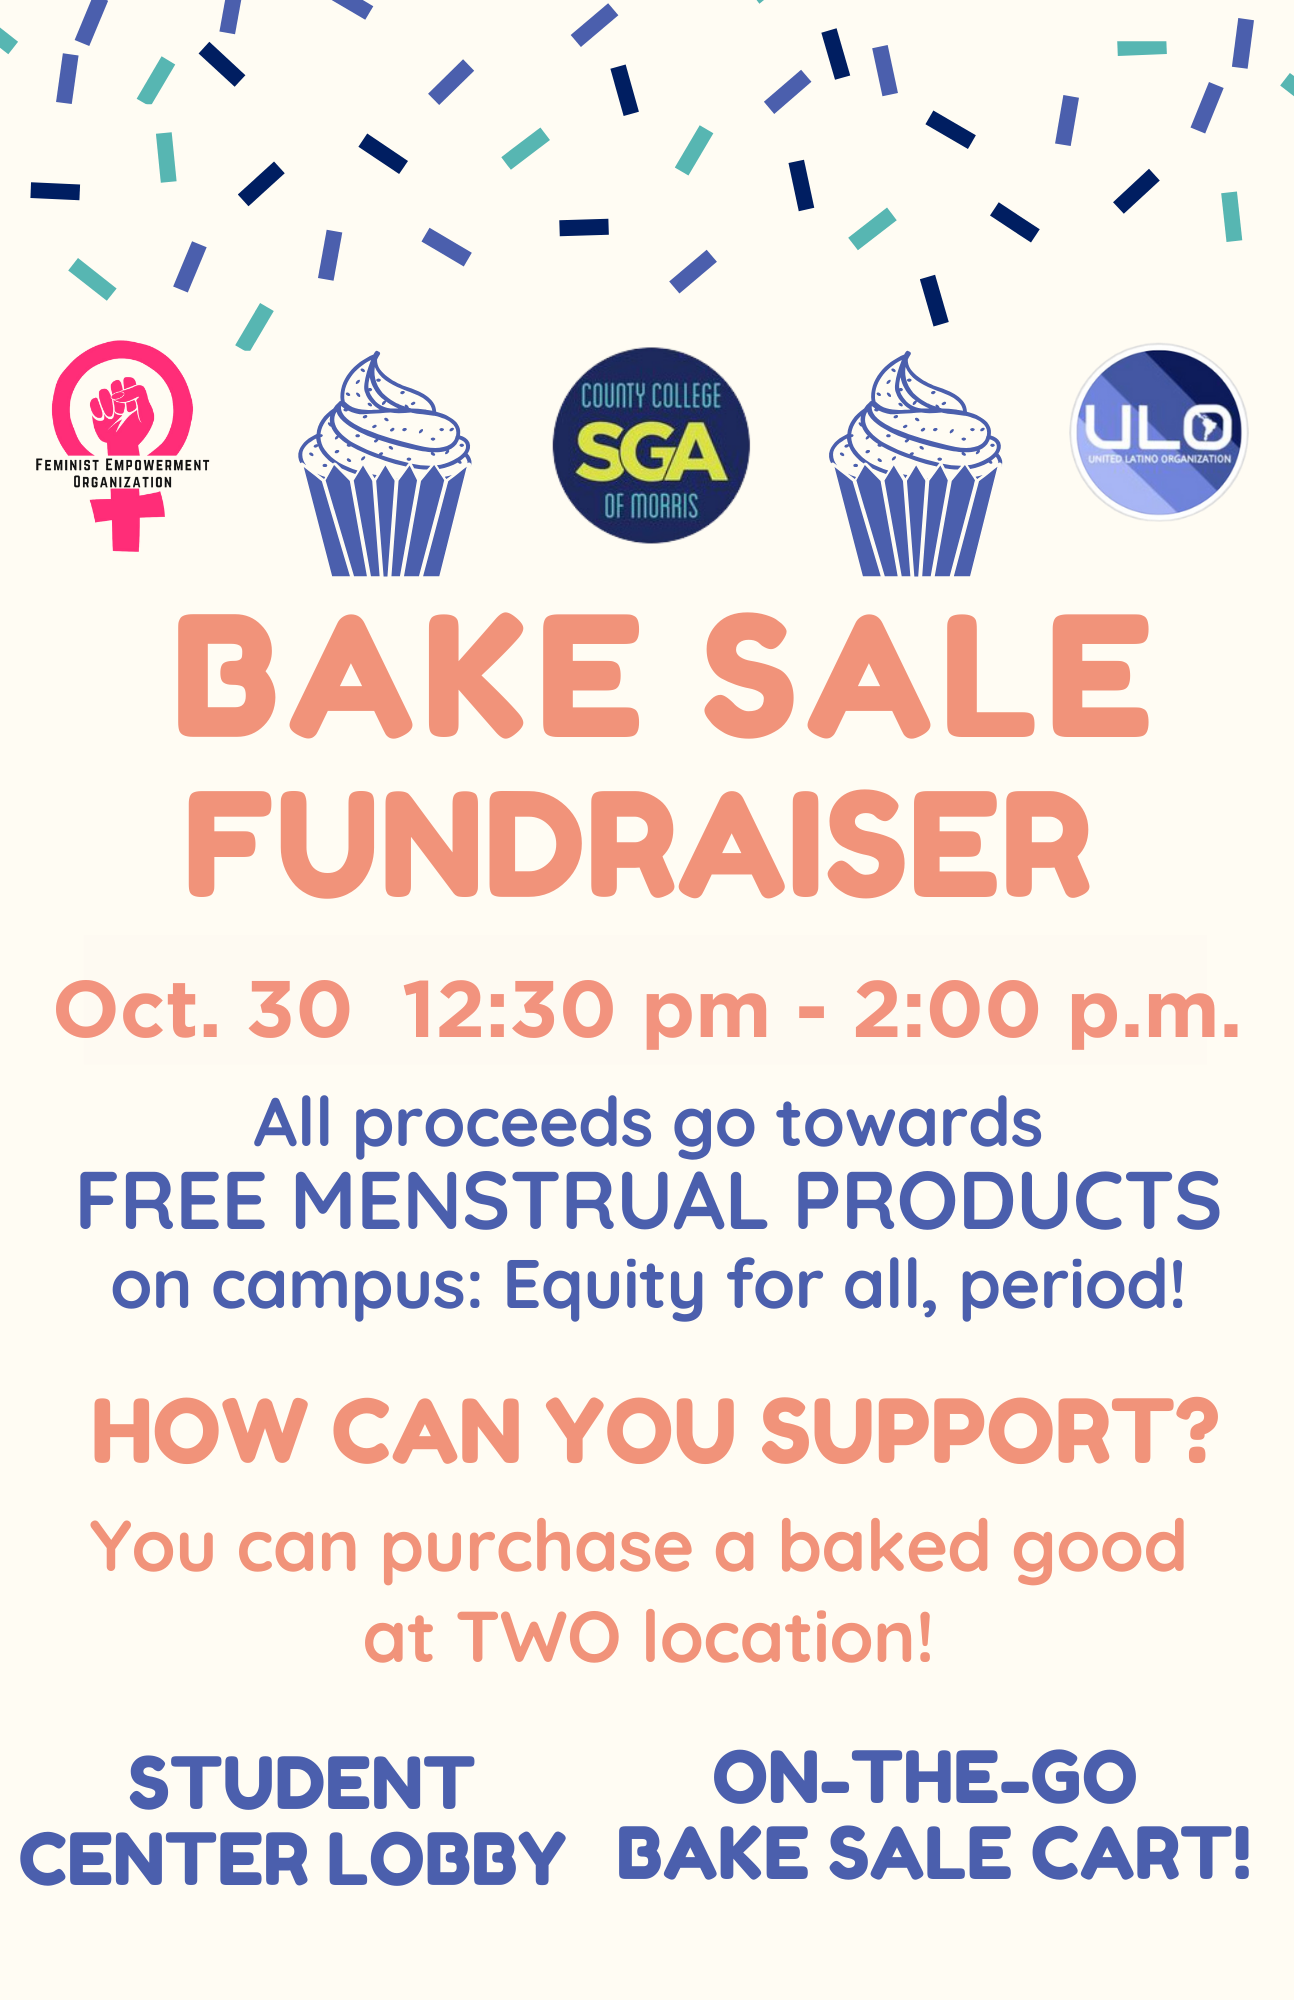 FEMINIST EMPOWERMENT
ORGANIZATION
COUNTY COLLEGE
SGA
OF MORRIS
ULO
UNITED LATINO ORGANIZATION
BAKE SALE
FUNDRAISER
Oct. 30 12:30 pm - 2:00 p.m.
All proceeds go towards
FREE MENSTRUAL PRODUCTS
on campus: Equity for all, period!
HOW CAN YOU SUPPORT?
You can purchase a baked good
at TWO location!
STUDENT
CENTER LOBBY
ON-THE-GO
BAKE SALE CART!